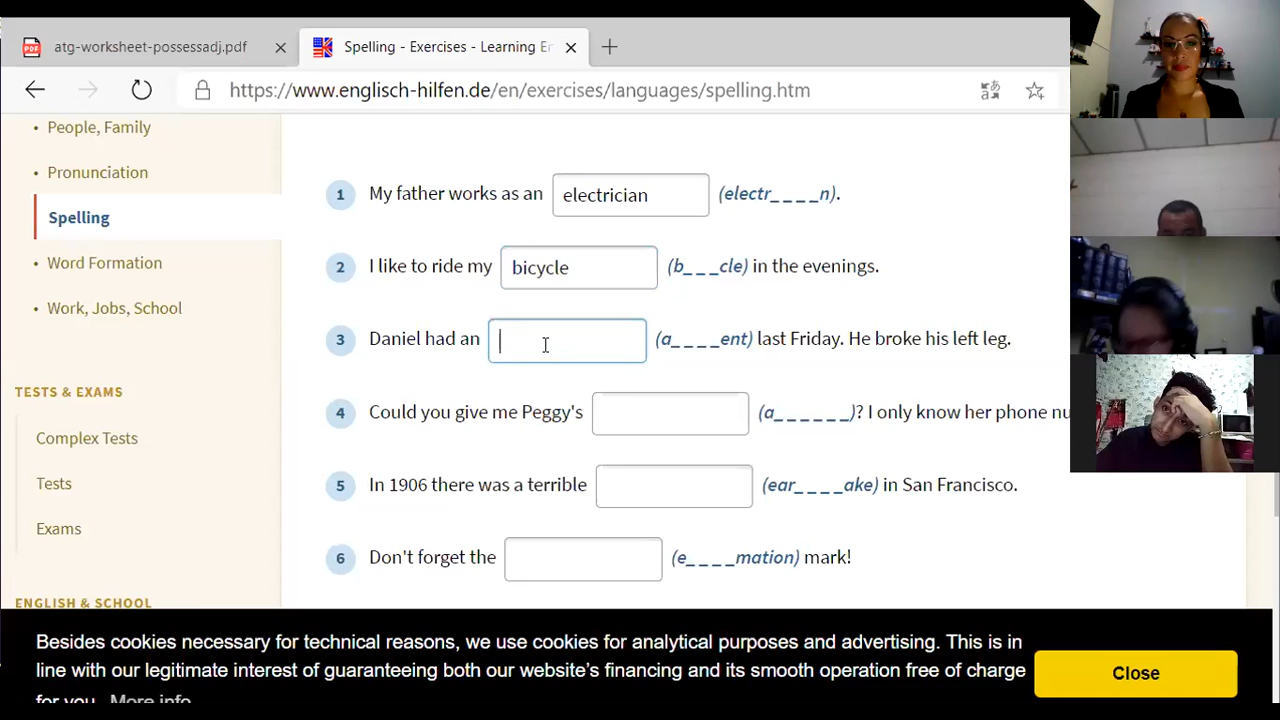 atg-worksheet-possessadj.pdf
Spelling - Exercises - Learning En
https://www.englisch-hilfen.de/en/exercises/languages/spelling.htm
• People, Family
• Pronunciation
Spelling
• Word Formation
• Work, Jobs, School
TESTS & EXAMS
Complex Tests
Tests
Exams
ENGLISH & SCHOOL
1 My father works as an electrician (electr____n).
2 I like to ride my bicycle (b___cle) in the evenings.
3 Daniel had an (a____ent) last Friday. He broke his left leg.
4 Could you give me Peggy's (a______)? I only know her phone nu
5 In 1906 there was a terrible (ear____ake) in San Francisco.
6 Don't forget the (e____mation) mark!
Besides cookies necessary for technical reasons, we use cookies for analytical purposes and advertising. This is in
line with our legitimate interest of guaranteeing both our website's financing and its smooth operation free of charge
for you. More info
Close